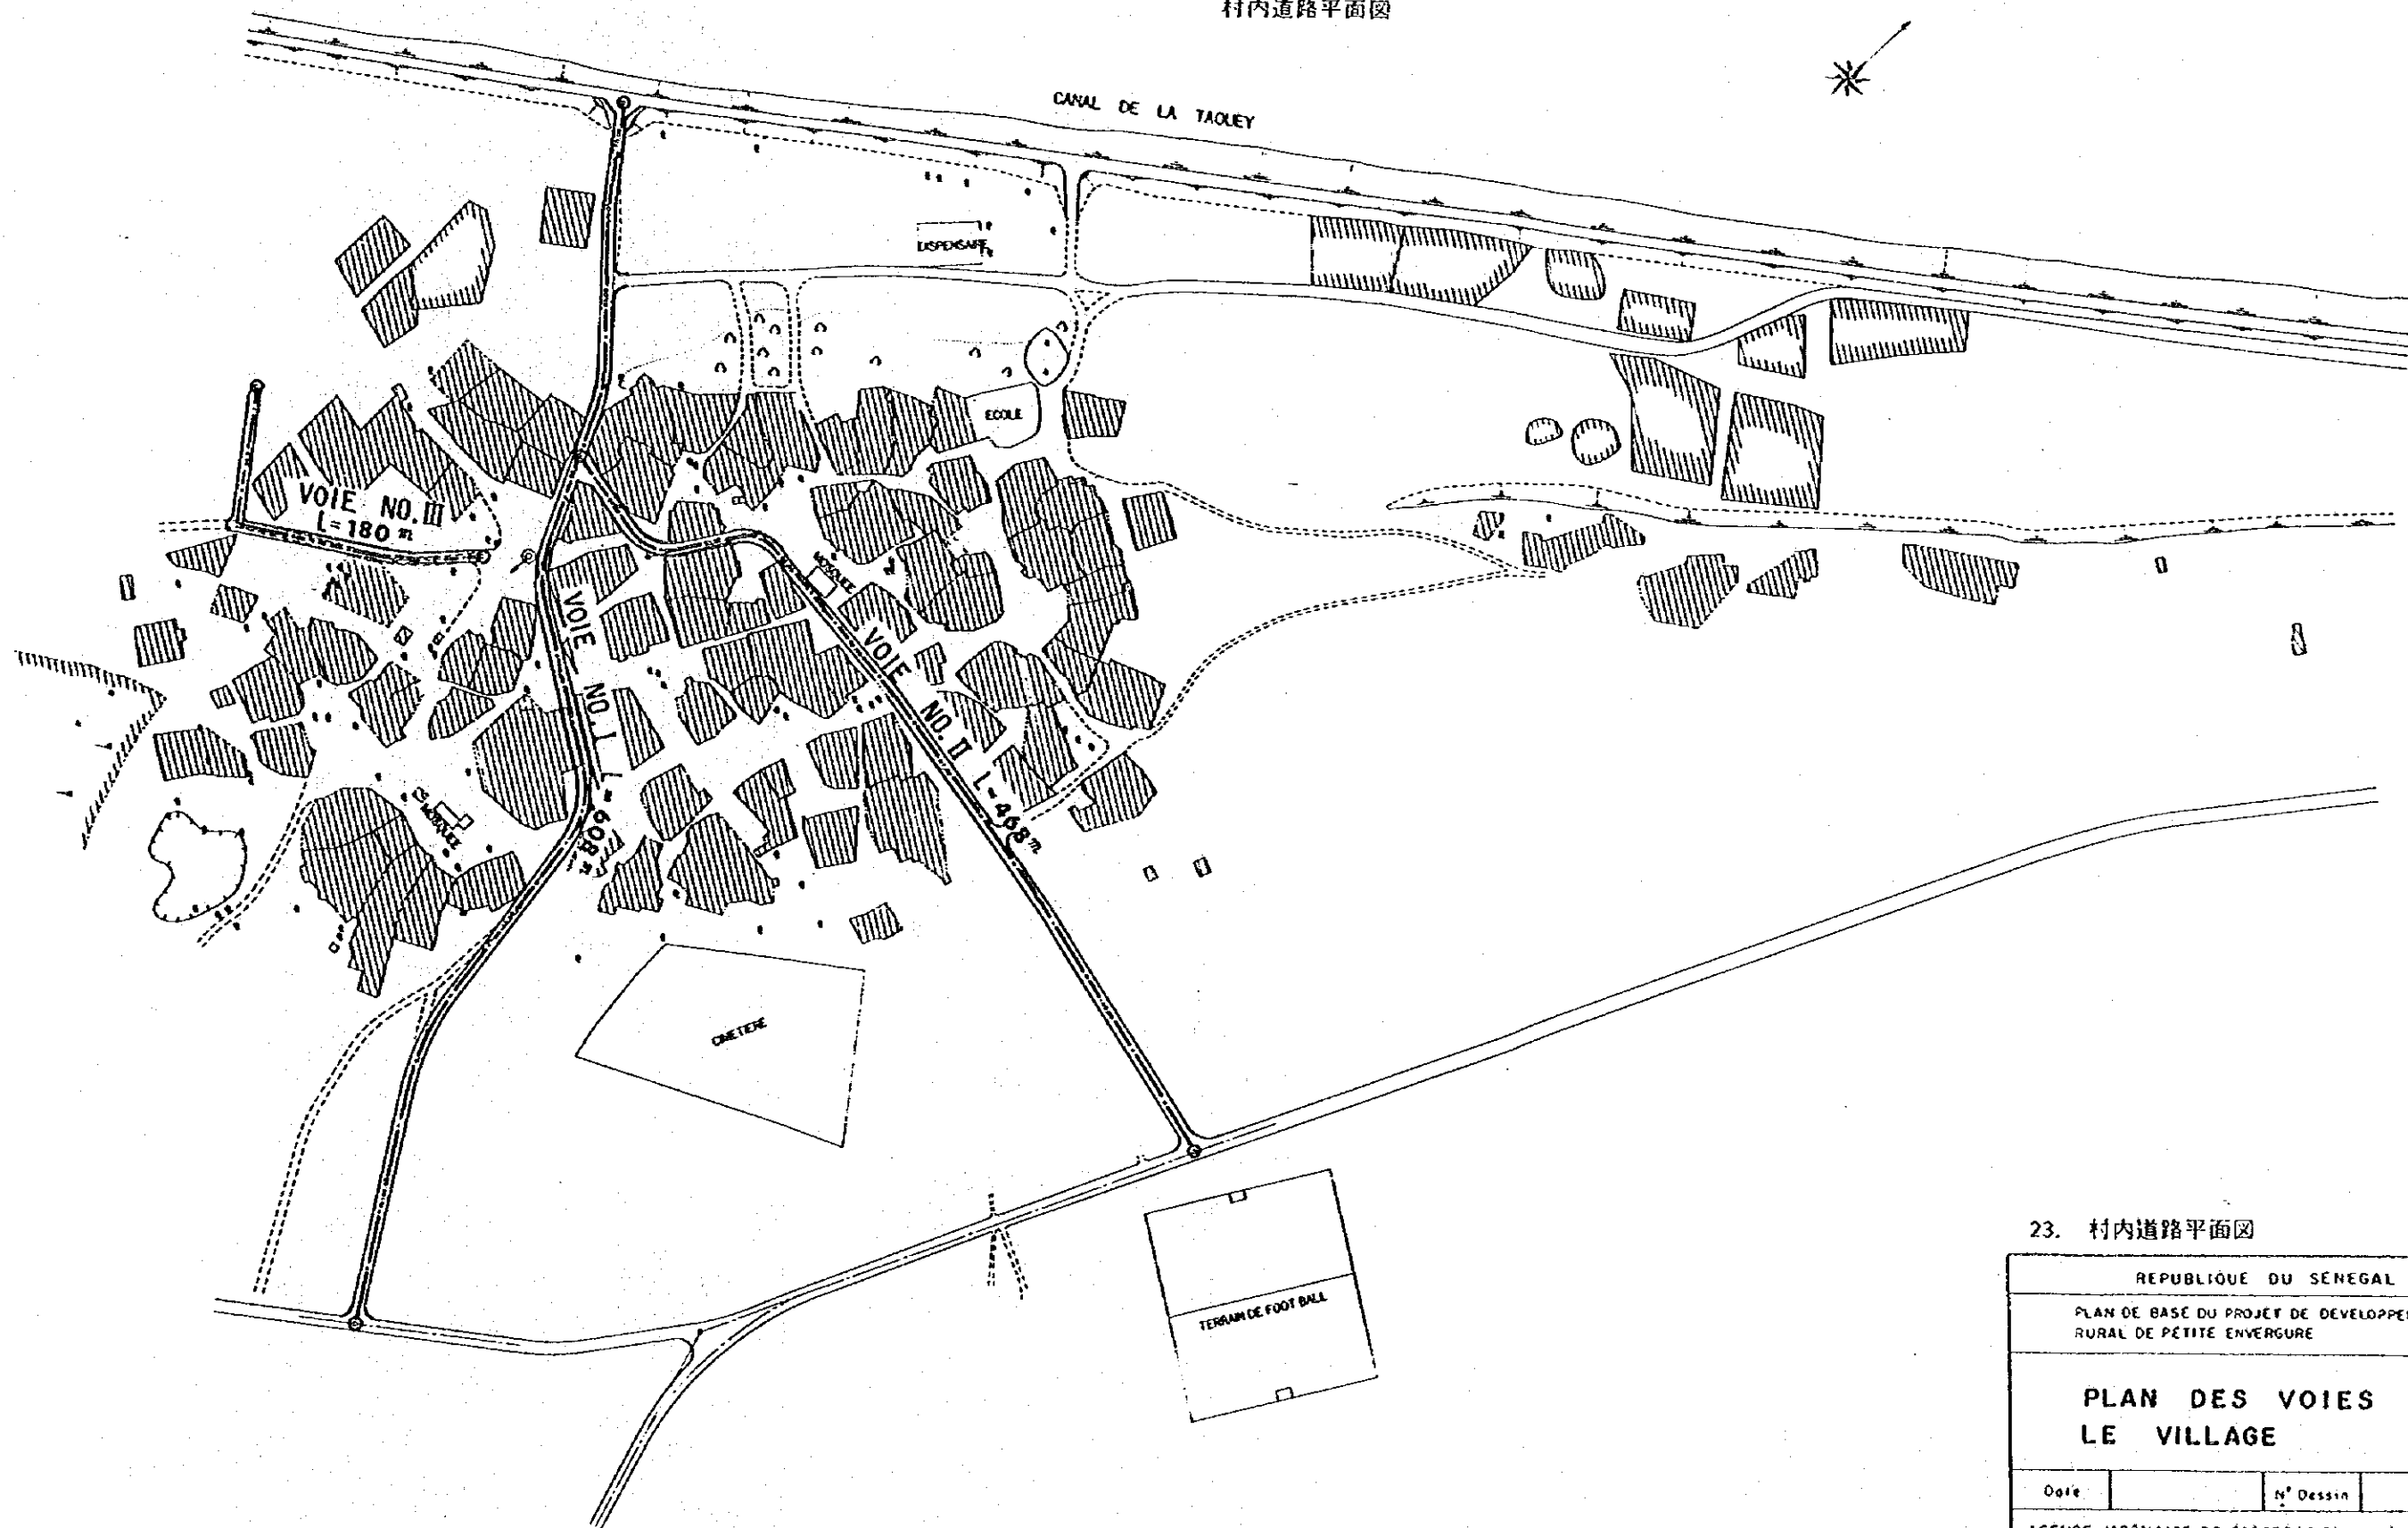 村内道路平面図
CANAL DE LA TAOUEY
DISPENSAIRE
ECOLE
VOIE NO. III
L=180 m
MOSQUEE
VOIE NO. I L=608 m
VOIE NO. II L=468 m
MOSQUEE
CIMETIERE
TERRAIN DE FOOT BALL
23. 村内道路平面図
REPUBLIQUE DU SENEGAL
PLAN DE BASE DU PROJET DE DEVELOPPE
RURAL DE PETITE ENVERGURE
PLAN DES VOIES
LE VILLAGE
Date
N° Dessin